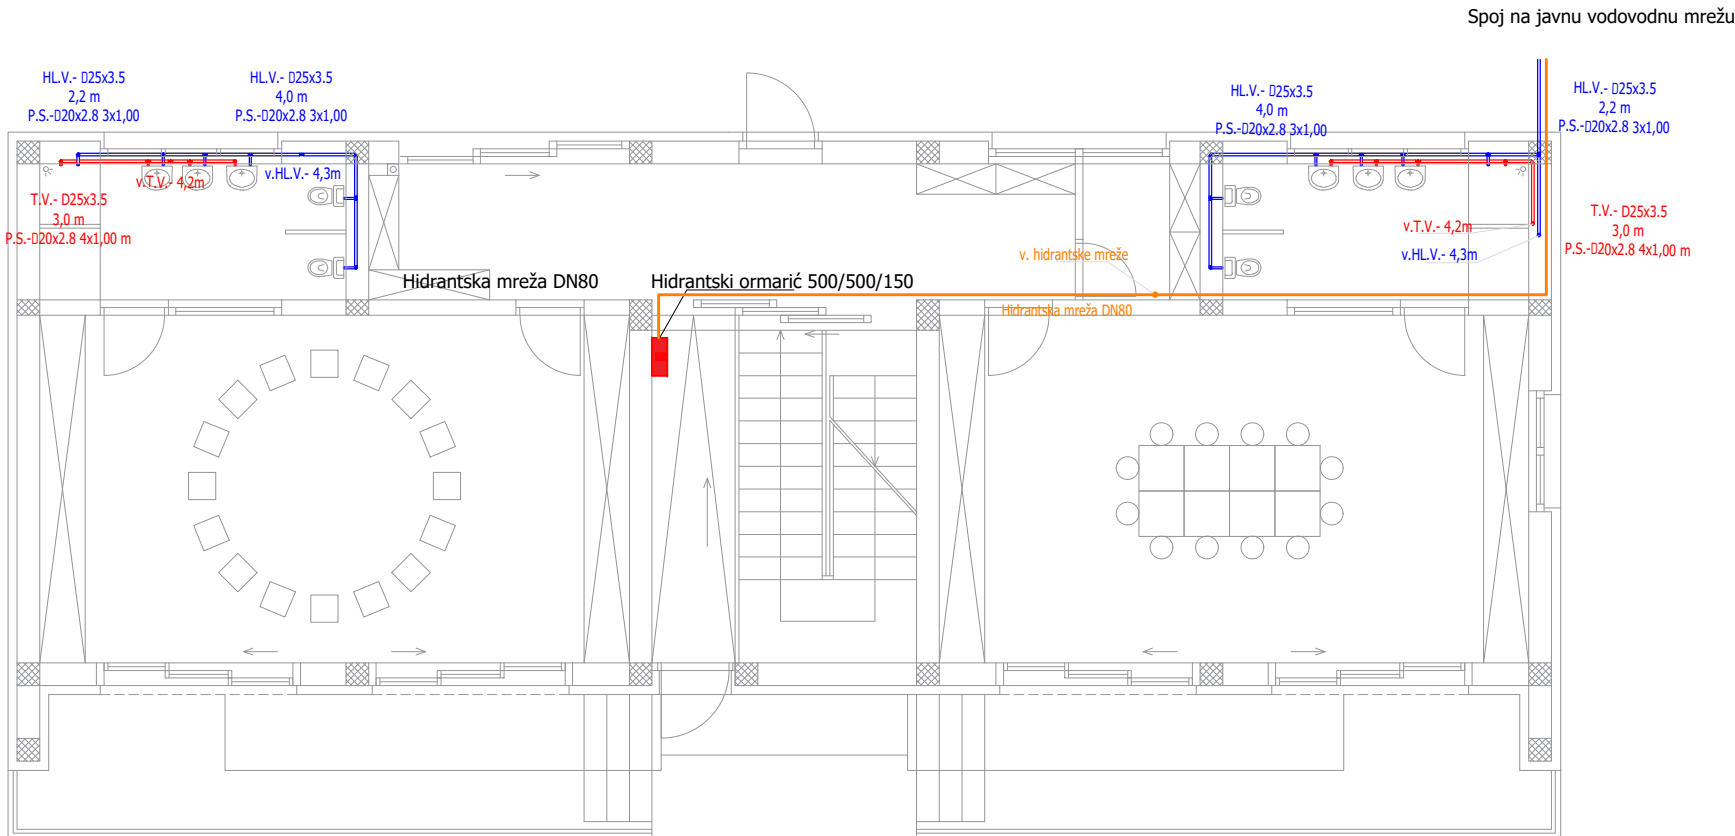 Spoj na javnu vodovodnu mrežu
HL.V.- D25x3.5
2,2 m
P.S.-D20x2.8 3x1,00
HL.V.- D25x3.5
4,0 m
P.S.-D20x2.8 3x1,00
HL.V.- D25x3.5
4,0 m
P.S.-D20x2.8 3x1,00
HL.V.- D25x3.5
2,2 m
P.S.-D20x2.8 3x1,00
v.T.V.- 4,2m
v.HL.V.- 4,3m
T.V.- D25x3.5
3,0 m
P.S.-D20x2.8 4x1,00 m
v.T.V.- 4,2m
v.HL.V.- 4,3m
T.V.- D25x3.5
3,0 m
P.S.-D20x2.8 4x1,00 m
v. hidrantske mreže
Hidrantska mreža DN80
Hidrantski ormarić 500/500/150
Hidrantska mreža DN80